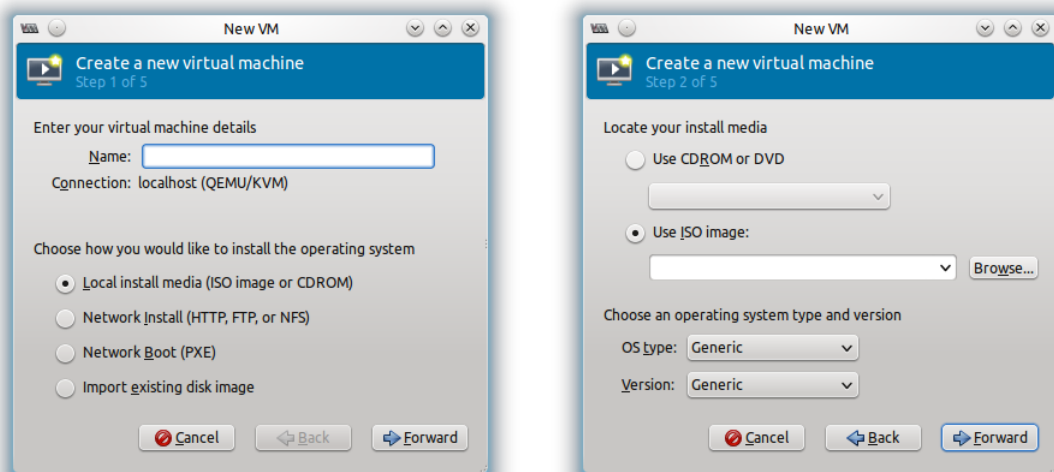 New VM
Create a new virtual machine
Step 1 of 5
Enter your virtual machine details
Name:
Connection: localhost (QEMU/KVM)
Choose how you would like to install the operating system
Local install media (ISO image or CDROM)
Network Install (HTTP, FTP, or NFS)
Network Boot (PXE)
Import existing disk image
Cancel Back Forward
New VM
Create a new virtual machine
Step 2 of 5
Locate your install media
Use CDROM or DVD
Use ISO image:
Browse...
Choose an operating system type and version
OS type: Generic
Version: Generic
Cancel Back Forward